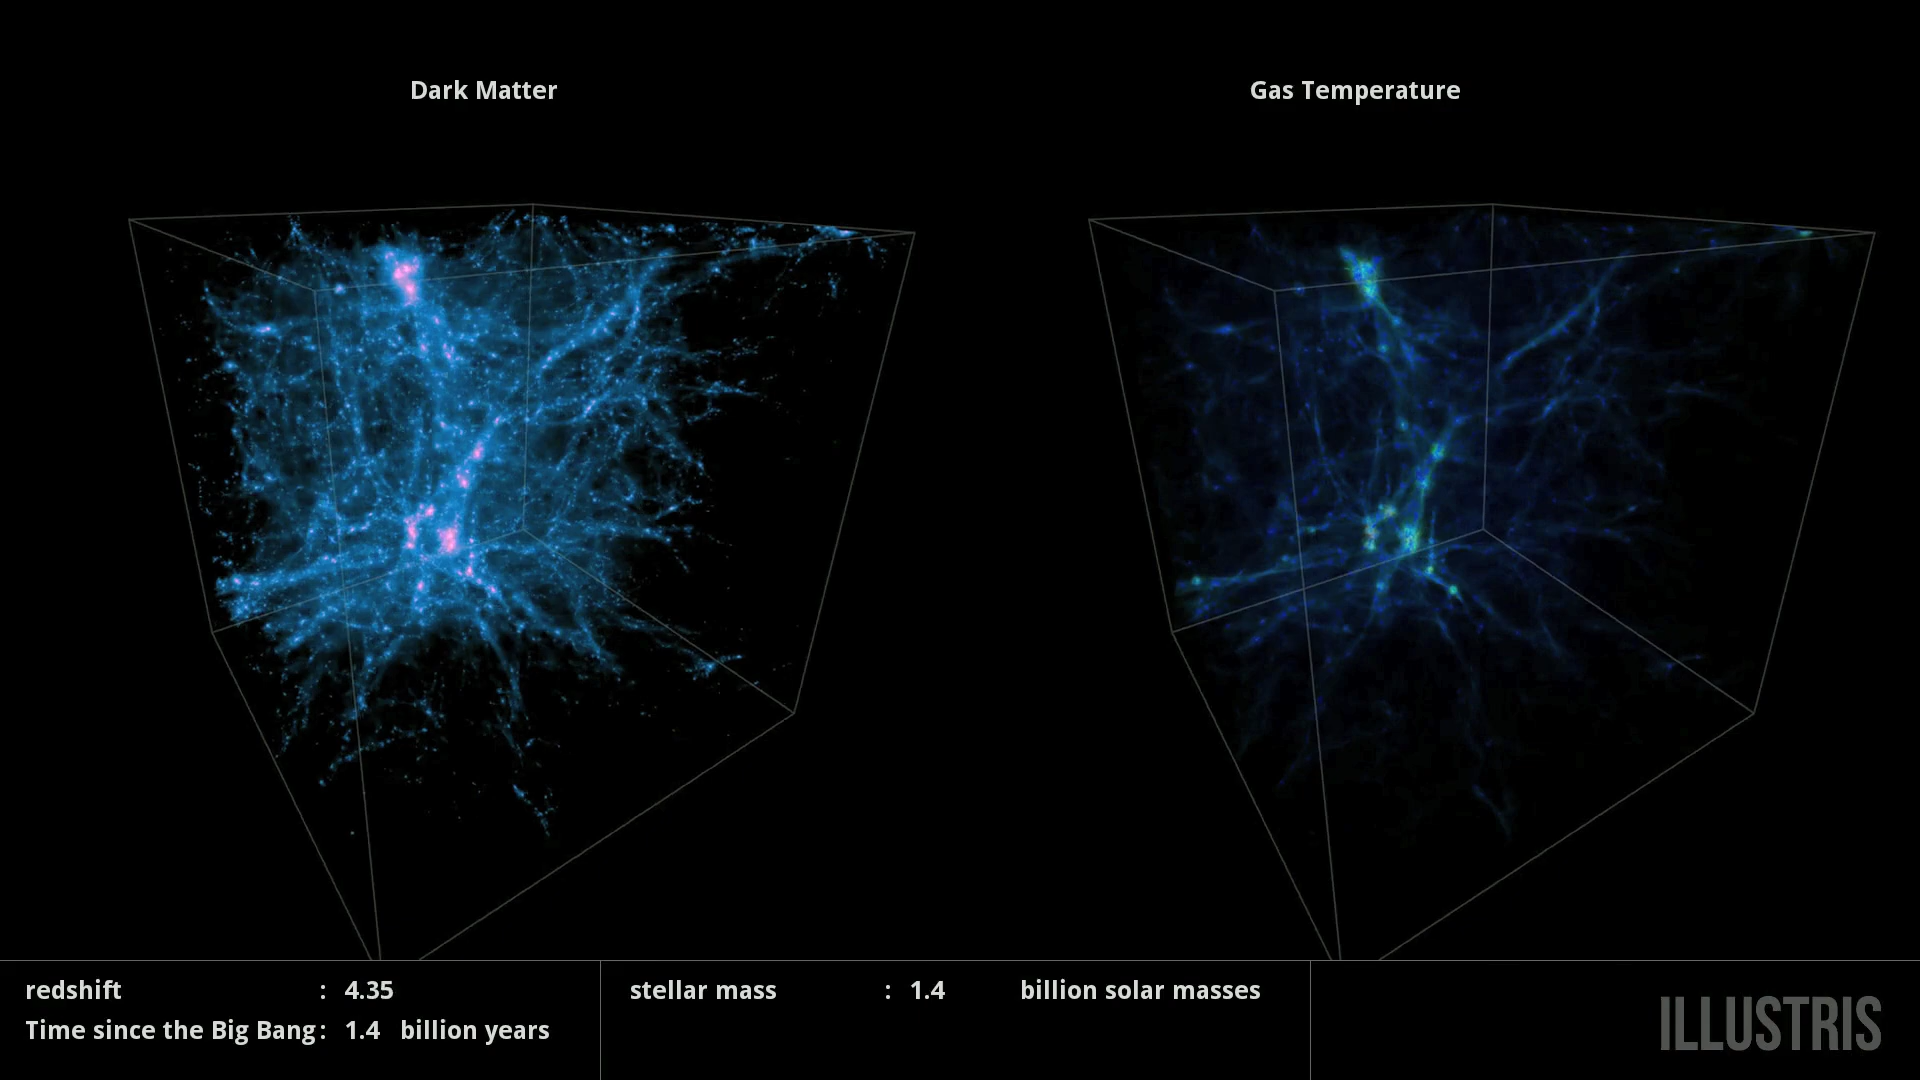 Dark Matter
Gas Temperature
redshift : 4.35
Time since the Big Bang : 1.4 billion years
stellar mass : 1.4 billion solar masses
ILLUSTRIS